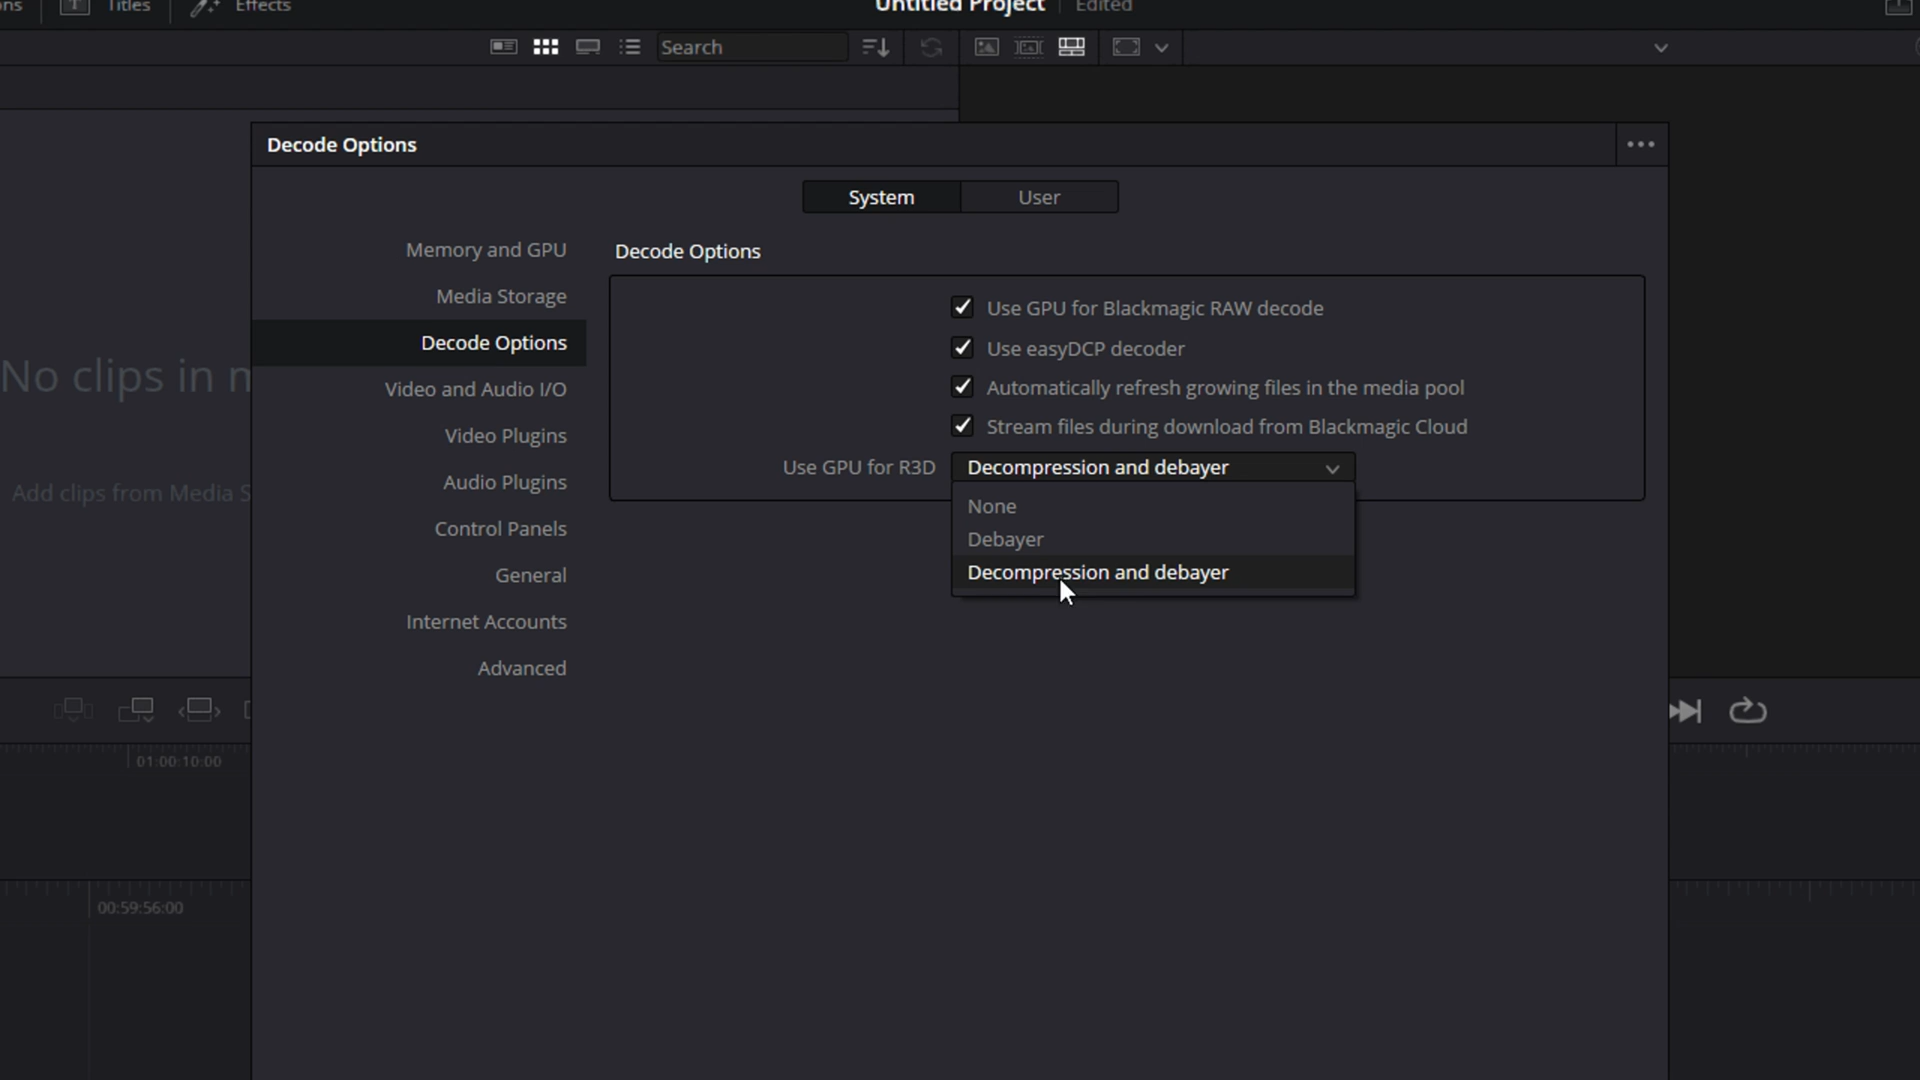 ns Titles Effects Untitled Project Edited
Search
Decode Options
System User
Memory and GPU
Media Storage
Decode Options
Video and Audio I/O
Video Plugins
Audio Plugins
Control Panels
General
Internet Accounts
Advanced
Decode Options
Use GPU for Blackmagic RAW decode
Use easyDCP decoder
Automatically refresh growing files in the media pool
Stream files during download from Blackmagic Cloud
Use GPU for R3D Decompression and debayer
None
Debayer
Decompression and debayer
No clips in m
Add clips from Media S
01:00:10:00
00:59:56:00